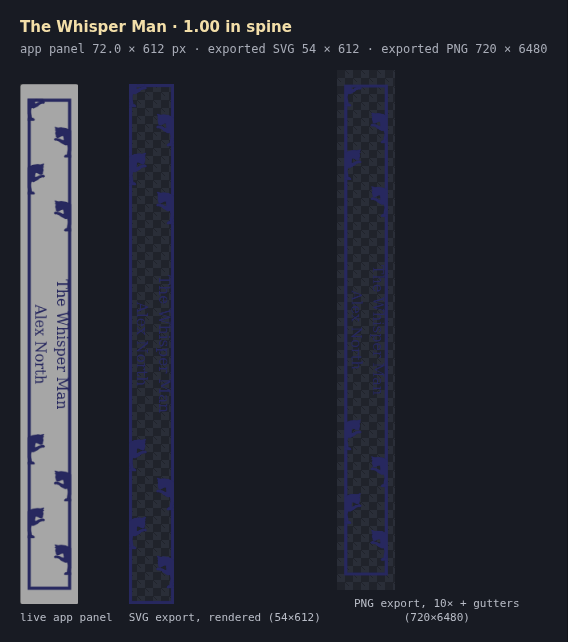 The Whisper Man · 1.00 in spine
app panel 72.0 × 612 px · exported SVG 54 × 612 · exported PNG 720 × 6480
The Whisper Man
Alex North
live app panel
SVG export, rendered (54×612)
PNG export, 10× + gutters
(720×6480)